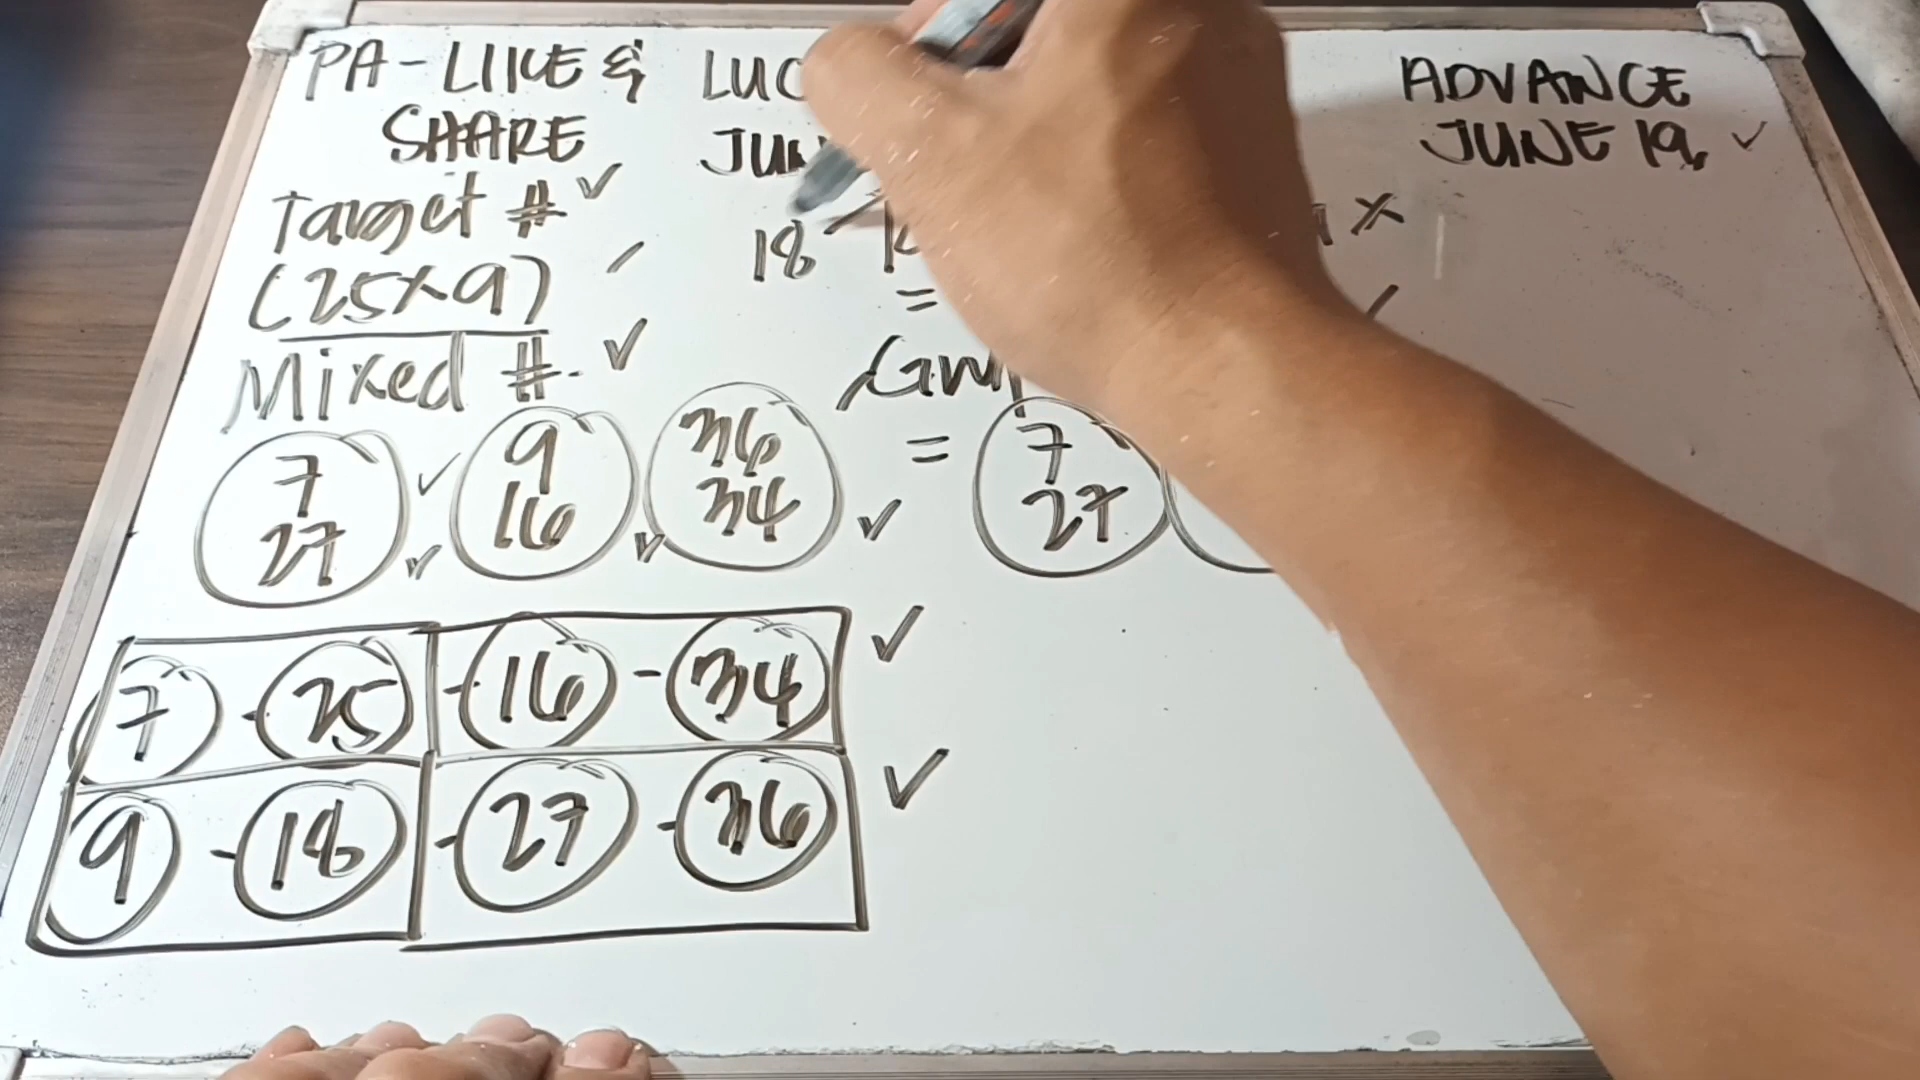 PA-LIKE &
SHARE
Target #
(25x9)
Mixed #.
7
27
9
16
36
34
7 - 25 - 16 - 34
9 - 18 - 27 - 36
18 -
=
=
7
27
x
ADVANCE
JUNE 19,